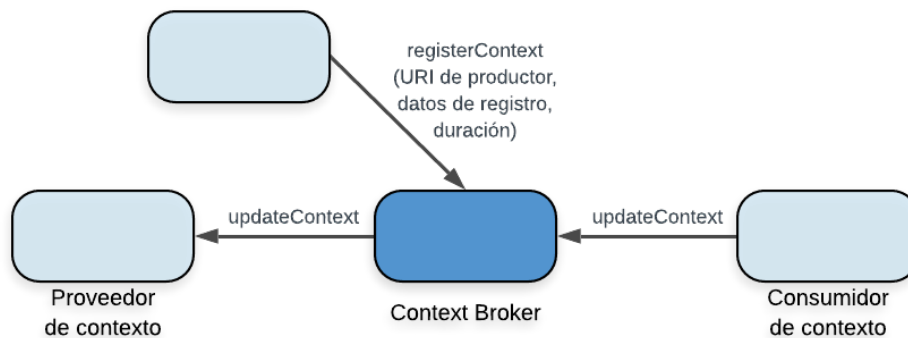 registerContext
(URI de productor,
datos de registro,
duración)
updateContext
updateContext
Proveedor
de contexto
Context Broker
Consumidor
de contexto